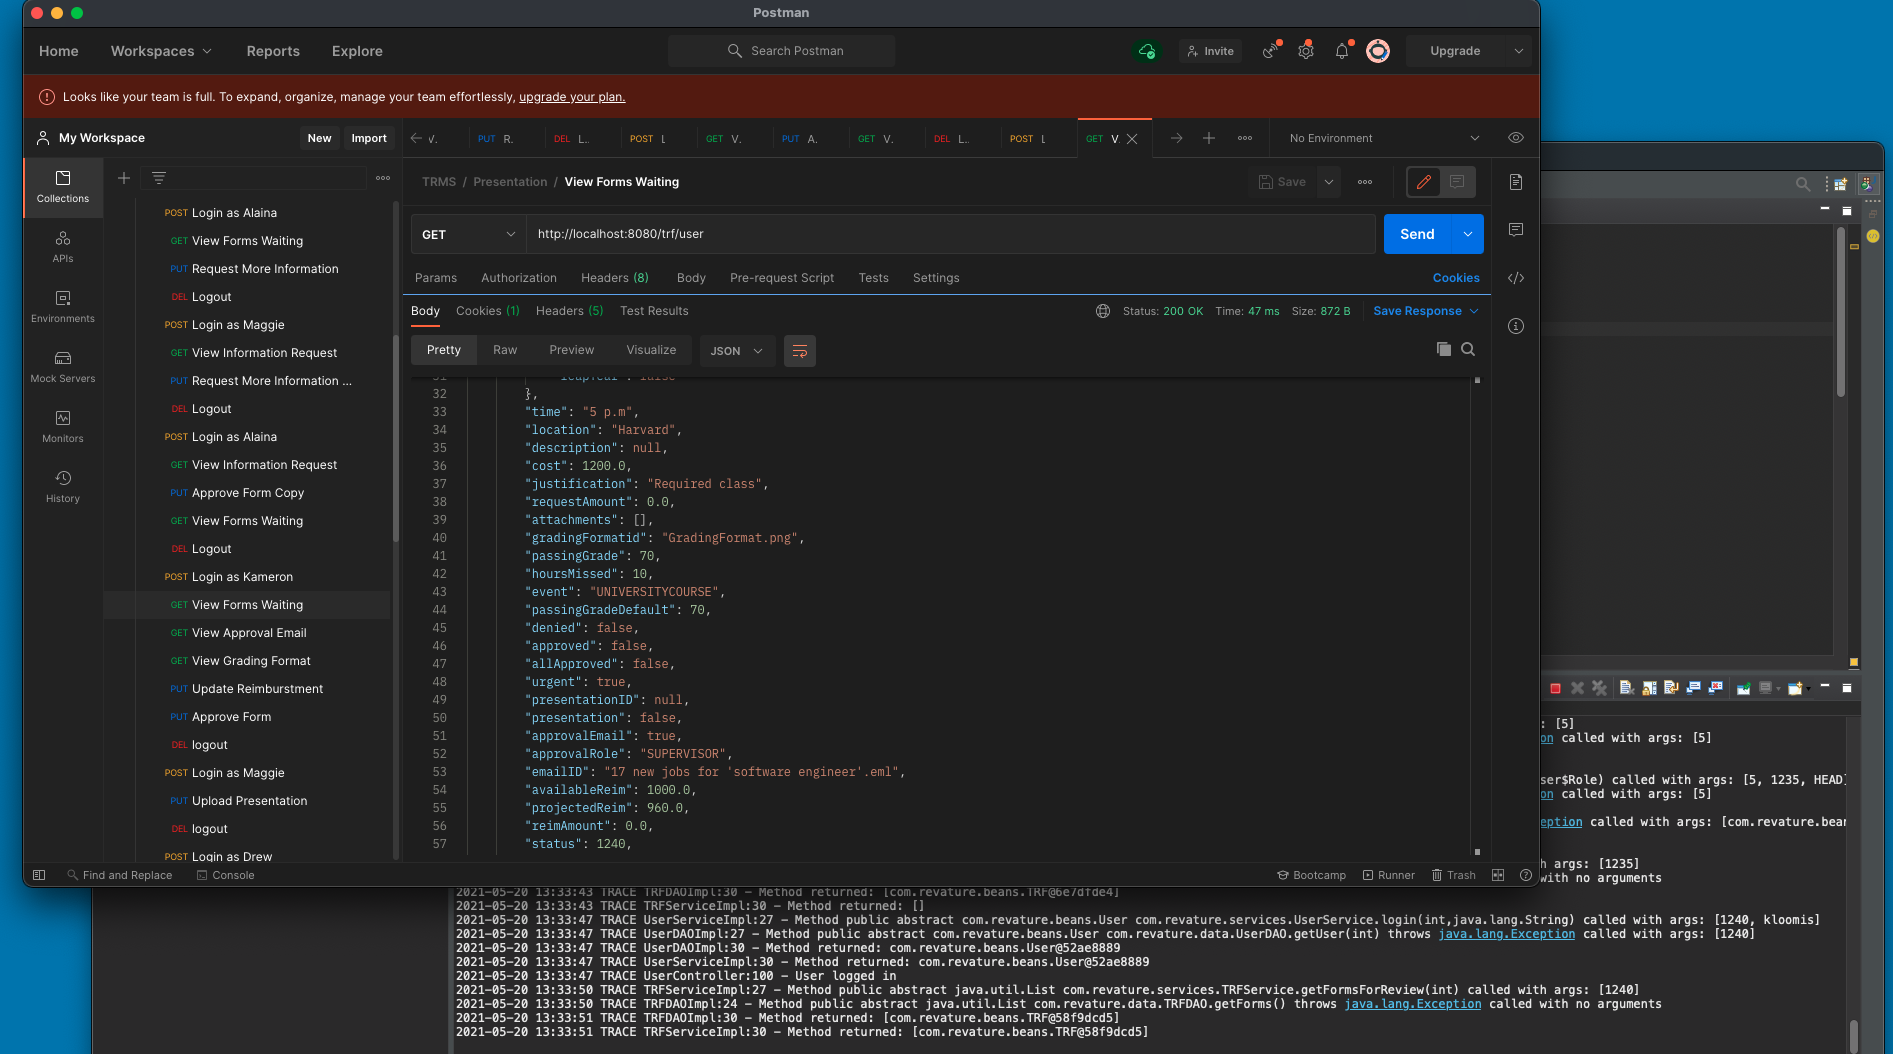 Postman
Home Workspaces Reports Explore Search Postman Invite Upgrade
Looks like your team is full. To expand, organize, manage your team effortlessly, upgrade your plan.
My Workspace New Import
V. PUT R. DEL L.. POST L GET V. PUT A. GET V. DEL L.. POST L GET V No Environment
TRMS / Presentation / View Forms Waiting Save
Collections
APIs
Environments
Mock Servers
Monitors
History
POST Login as Alaina
GET View Forms Waiting
PUT Request More Information
DEL Logout
POST Login as Maggie
GET View Information Request
PUT Request More Information ...
DEL Logout
POST Login as Alaina
GET View Information Request
PUT Approve Form Copy
GET View Forms Waiting
DEL Logout
POST Login as Kameron
GET View Forms Waiting
GET View Approval Email
GET View Grading Format
PUT Update Reimburstment
PUT Approve Form
DEL logout
POST Login as Maggie
PUT Upload Presentation
DEL logout
POST Login as Drew
GET http://localhost:8080/trf/user Send
Params Authorization Headers (8) Body Pre-request Script Tests Settings Cookies
Body Cookies (1) Headers (5) Test Results Status: 200 OK Time: 47 ms Size: 872 B Save Response
Pretty Raw Preview Visualize JSON
32 },
33 "time": "5 p.m",
34 "location": "Harvard",
35 "description": null,
36 "cost": 1200.0,
37 "justification": "Required class",
38 "requestAmount": 0.0,
39 "attachments": [],
40 "gradingFormatid": "GradingFormat.png",
41 "passingGrade": 70,
42 "hoursMissed": 10,
43 "event": "UNIVERSITYCOURSE",
44 "passingGradeDefault": 70,
45 "denied": false,
46 "approved": false,
47 "allApproved": false,
48 "urgent": true,
49 "presentationID": null,
50 "presentation": false,
51 "approvalEmail": true,
52 "approvalRole": "SUPERVISOR",
53 "emailID": "17 new jobs for 'software engineer'.eml",
54 "availableReim": 1000.0,
55 "projectedReim": 960.0,
56 "reimAmount": 0.0,
57 "status": 1240,
Find and Replace Console Bootcamp Runner Trash
: [5]
on called with args: [5]
ser$Role) called with args: [5, 1235, HEAD]
on called with args: [5]
eption called with args: [com.revature.bean
h args: [1235]
with no arguments
2021-05-20 13:33:43 TRACE TRFDAOImpl:30 - Method returned: [com.revature.beans.TRF@6e7dfde4]
2021-05-20 13:33:43 TRACE TRFServiceImpl:30 - Method returned: []
2021-05-20 13:33:47 TRACE UserServiceImpl:27 - Method public abstract com.revature.beans.User com.revature.services.UserService.login(int,java.lang.String) called with args: [1240, kloomis]
2021-05-20 13:33:47 TRACE UserDAOImpl:27 - Method public abstract com.revature.beans.User com.revature.data.UserDAO.getUser(int) throws java.lang.Exception called with args: [1240]
2021-05-20 13:33:47 TRACE UserDAOImpl:30 - Method returned: com.revature.beans.User@52ae8889
2021-05-20 13:33:47 TRACE UserServiceImpl:30 - Method returned: com.revature.beans.User@52ae8889
2021-05-20 13:33:47 TRACE UserController:100 - User logged in
2021-05-20 13:33:50 TRACE TRFServiceImpl:27 - Method public abstract java.util.List com.revature.services.TRFService.getFormsForReview(int) called with args: [1240]
2021-05-20 13:33:50 TRACE TRFDAOImpl:24 - Method public abstract java.util.List com.revature.data.TRFDAO.getForms() throws java.lang.Exception called with no arguments
2021-05-20 13:33:51 TRACE TRFDAOImpl:30 - Method returned: [com.revature.beans.TRF@58f9dcd5]
2021-05-20 13:33:51 TRACE TRFServiceImpl:30 - Method returned: [com.revature.beans.TRF@58f9dcd5]